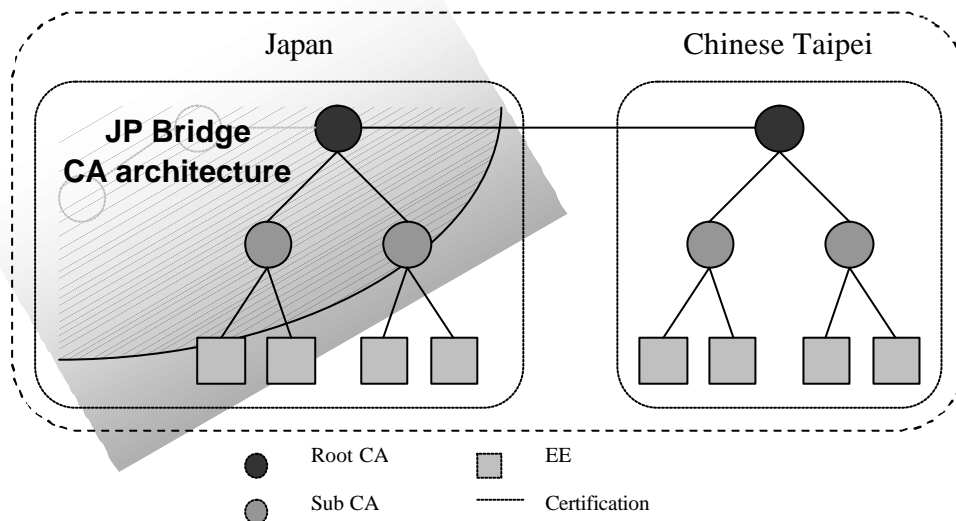 Japan
Chinese Taipei
JP Bridge
CA architecture
Root CA
EE
Sub CA
Certification